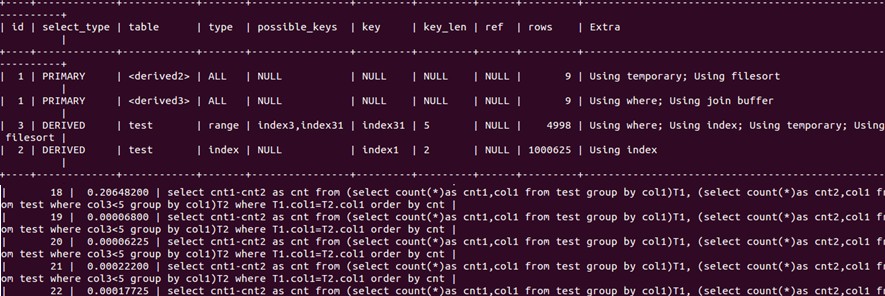 +----+-------------+------------+-------+----------------+---------+---------+------+---------+----------------------------------------------
----------+
| id | select_type | table | type | possible_keys | key | key_len | ref | rows | Extra
|
+----+-------------+------------+-------+----------------+---------+---------+------+---------+----------------------------------------------
----------+
| 1 | PRIMARY | <derived2> | ALL | NULL | NULL | NULL | NULL | 9 | Using temporary; Using filesort
|
| 1 | PRIMARY | <derived3> | ALL | NULL | NULL | NULL | NULL | 9 | Using where; Using join buffer
|
| 3 | DERIVED | test | range | index3,index31 | index31 | 5 | NULL | 4998 | Using where; Using index; Using temporary; Using
filesort |
| 2 | DERIVED | test | index | NULL | index1 | 2 | NULL | 1000625 | Using index
|
+----+-------------+------------+-------+----------------+---------+---------+------+---------+----------------------------------------------
| 18 | 0.20648200 | select cnt1-cnt2 as cnt from (select count(*)as cnt1,col1 from test group by col1)T1, (select count(*)as cnt2,col1 fr
om test where col3<5 group by col1)T2 where T1.col1=T2.col1 order by cnt |
| 19 | 0.00006800 | select cnt1-cnt2 as cnt from (select count(*)as cnt1,col1 from test group by col1)T1, (select count(*)as cnt2,col1 fr
om test where col3<5 group by col1)T2 where T1.col1=T2.col1 order by cnt |
| 20 | 0.00006225 | select cnt1-cnt2 as cnt from (select count(*)as cnt1,col1 from test group by col1)T1, (select count(*)as cnt2,col1 fr
om test where col3<5 group by col1)T2 where T1.col1=T2.col1 order by cnt |
| 21 | 0.00022200 | select cnt1-cnt2 as cnt from (select count(*)as cnt1,col1 from test group by col1)T1, (select count(*)as cnt2,col1 fr
om test where col3<5 group by col1)T2 where T1.col1=T2.col1 order by cnt |
| 22 | 0.00017725 | select cnt1-cnt2 as cnt from (select count(*)as cnt1,col1 from test group by col1)T1, (select count(*)as cnt2,col1 fr